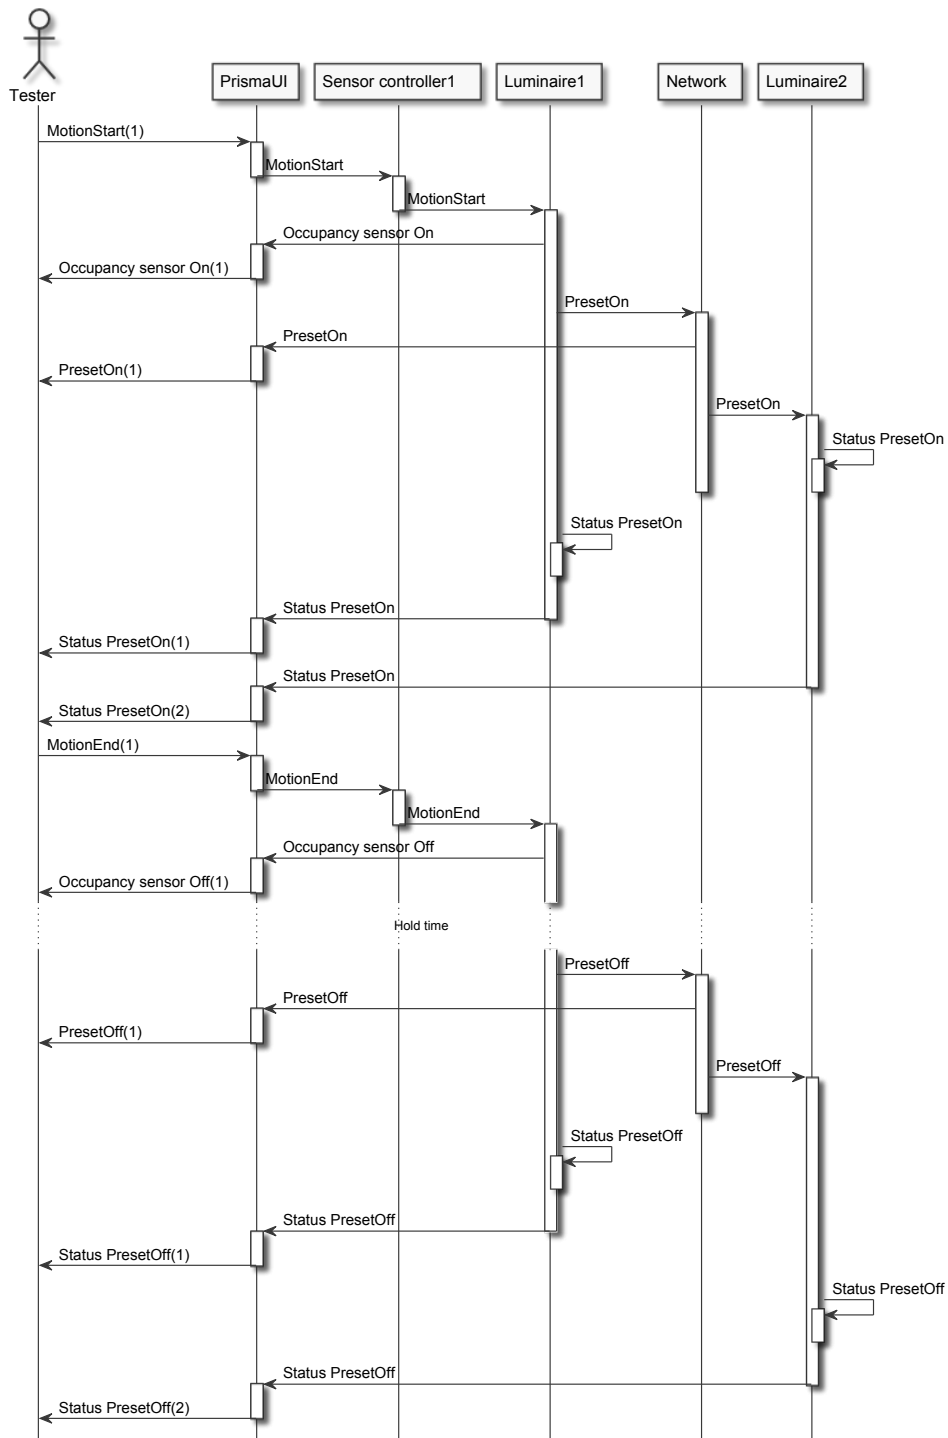 Tester
PrismaUI
Sensor controller1
Luminaire1
Network
Luminaire2
MotionStart(1)
MotionStart
MotionStart
Occupancy sensor On
Occupancy sensor On(1)
PresetOn
PresetOn
PresetOn(1)
PresetOn
Status PresetOn
Status PresetOn
Status PresetOn
Status PresetOn(1)
Status PresetOn
Status PresetOn(2)
MotionEnd(1)
MotionEnd
MotionEnd
Occupancy sensor Off
Occupancy sensor Off(1)
Hold time
PresetOff
PresetOff
PresetOff(1)
PresetOff
Status PresetOff
Status PresetOff
Status PresetOff(1)
Status PresetOff
Status PresetOff
Status PresetOff(2)